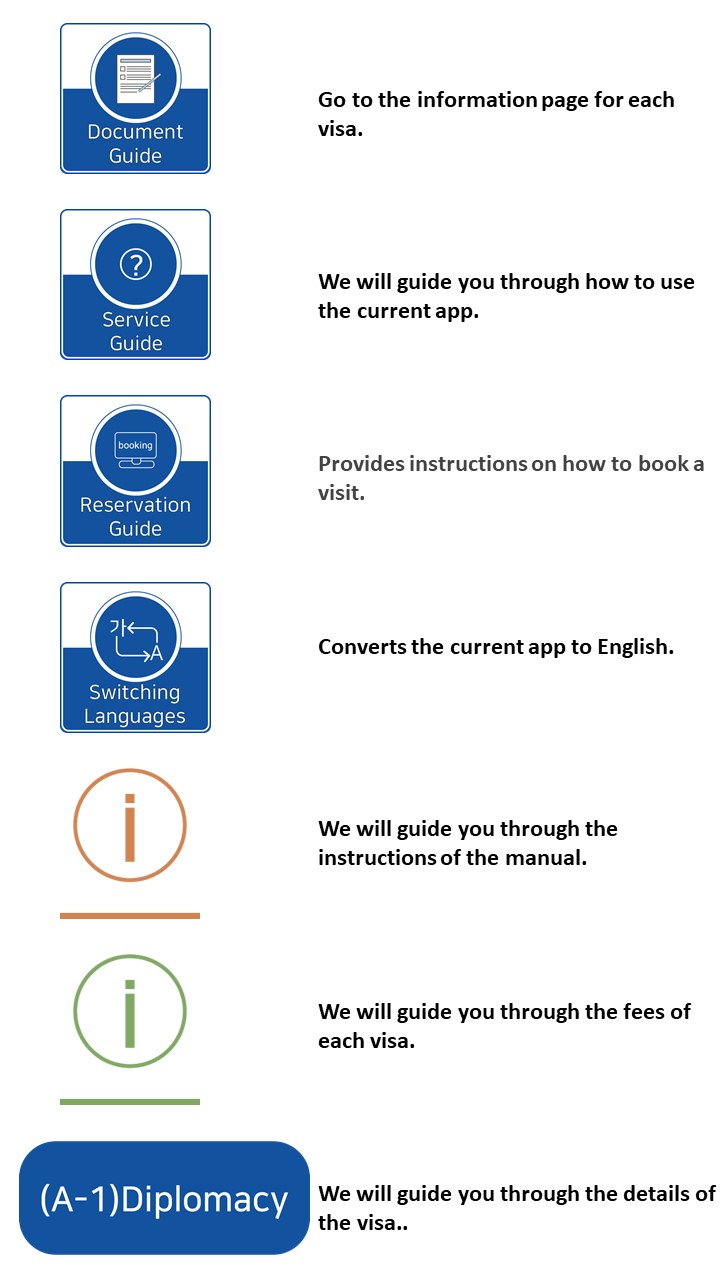 Document
Guide
Go to the information page for each
visa.
?
Service
Guide
We will guide you through how to use
the current app.
booking
Reservation
Guide
Provides instructions on how to book a
visit.
가
A
Switching
Languages
Converts the current app to English.
i
We will guide you through the
instructions of the manual.
i
We will guide you through the fees of
each visa.
(A-1)Diplomacy
We will guide you through the details of
the visa..